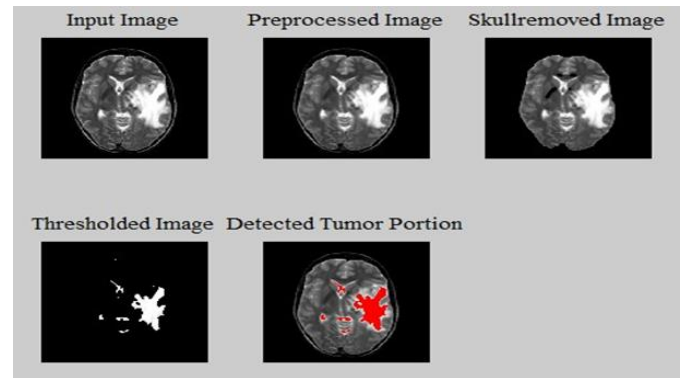 Input Image
Preprocessed Image
Skullremoved Image
Thresholded Image
Detected Tumor Portion